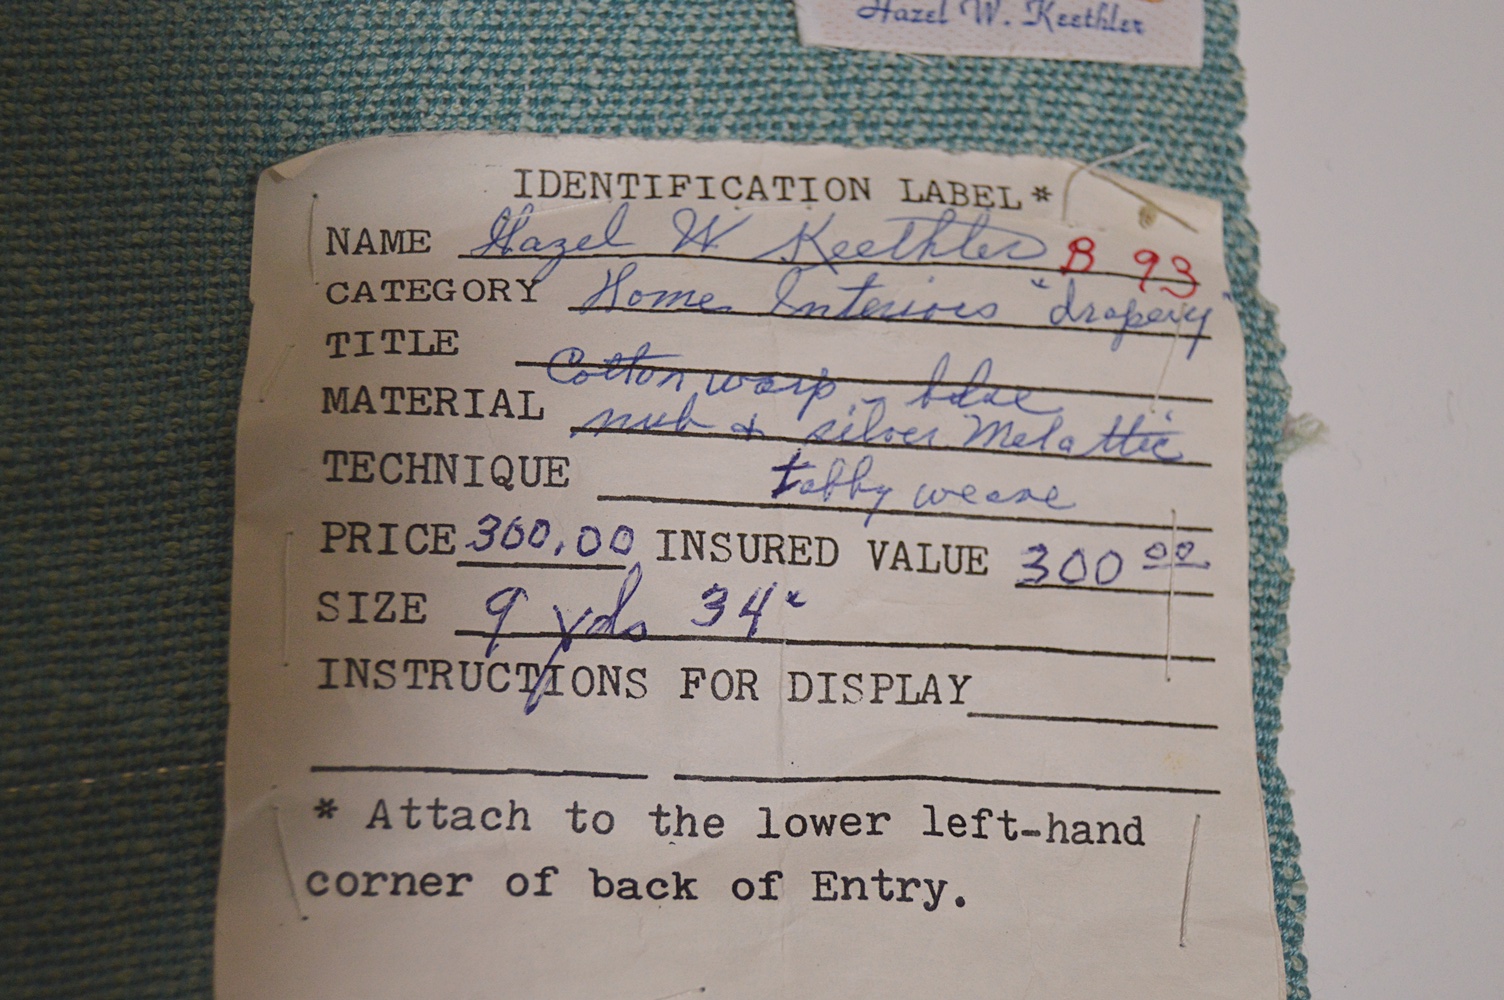 Hazel W. Keethler
IDENTIFICATION LABEL*
NAME Hazel W Keethler B 93
CATEGORY Home Interiors "drapery"
TITLE
Cotton warp - blue
MATERIAL nub & silver Metattic
TECHNIQUE tabby weave
PRICE 300.00 INSURED VALUE 300 00
SIZE 9 yds 34"
INSTRUCTIONS FOR DISPLAY
* Attach to the lower left-hand
corner of back of Entry.